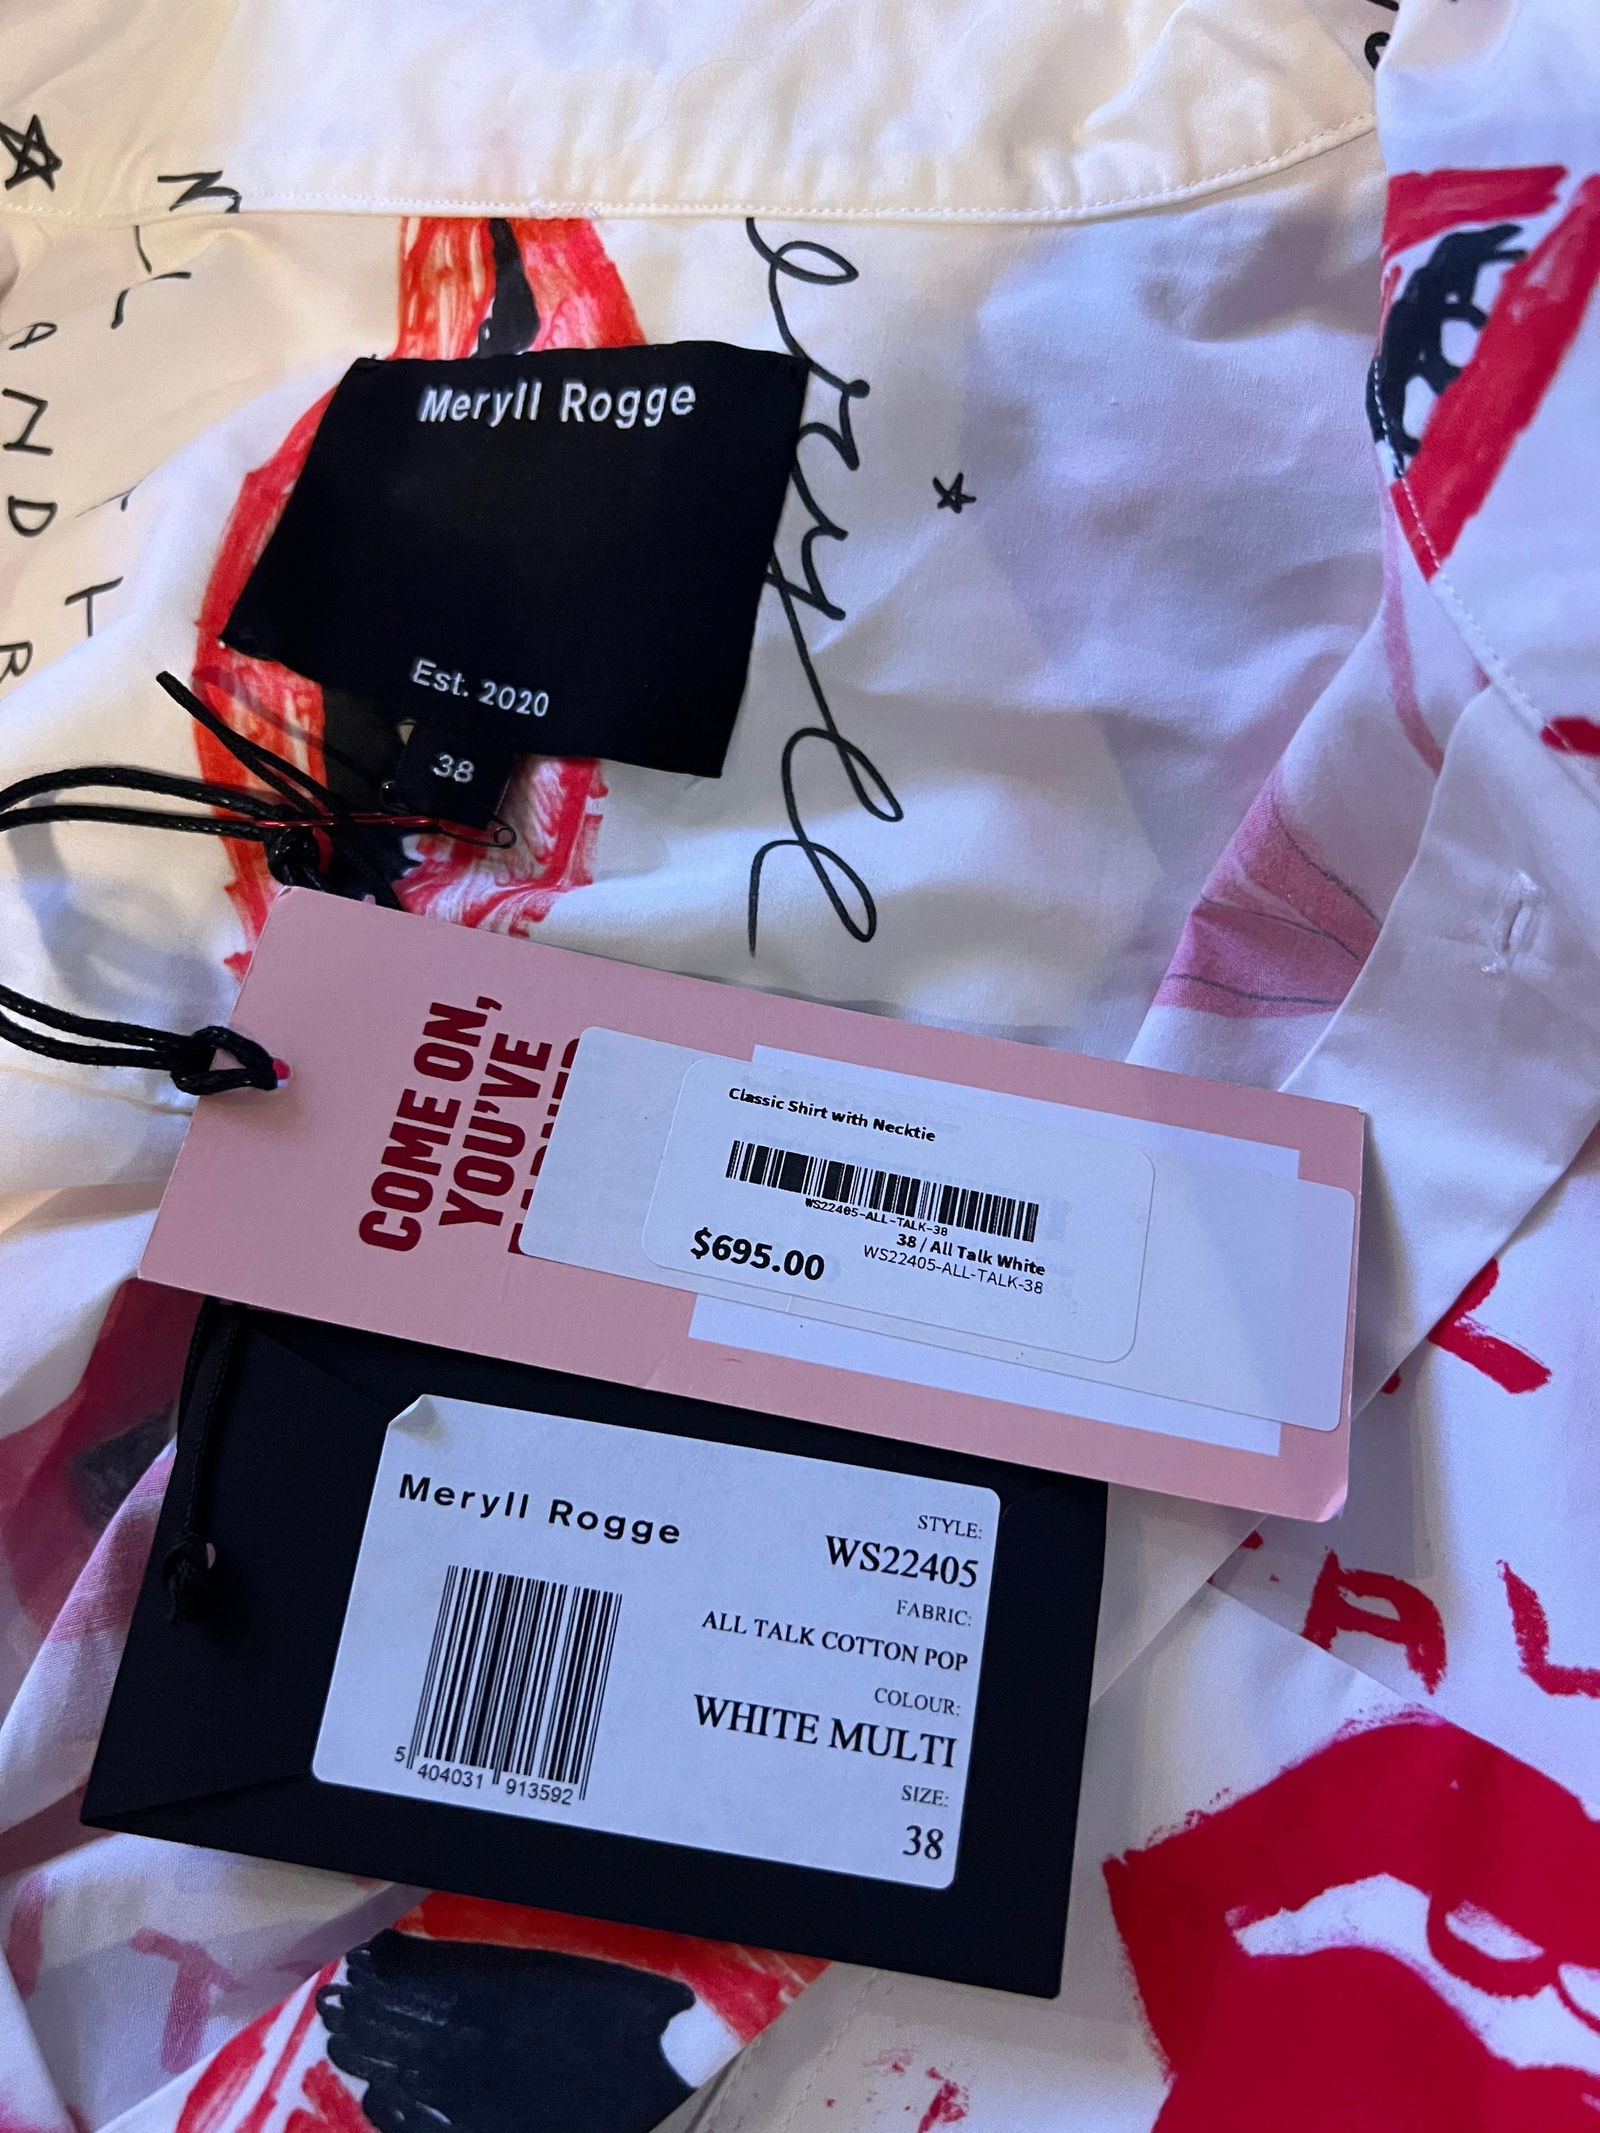 Meryll Rogge
Est. 2020
38
COME ON,
YOU'VE
EARNED
Classic Shirt with Necktie
WS22405-ALL-TALK-38
38 / All Talk White
WS22405-ALL-TALK-38
$695.00
Meryll Rogge
STYLE:
WS22405
FABRIC:
ALL TALK COTTON POP
COLOUR:
WHITE MULTI
SIZE:
38
5 404031 913592